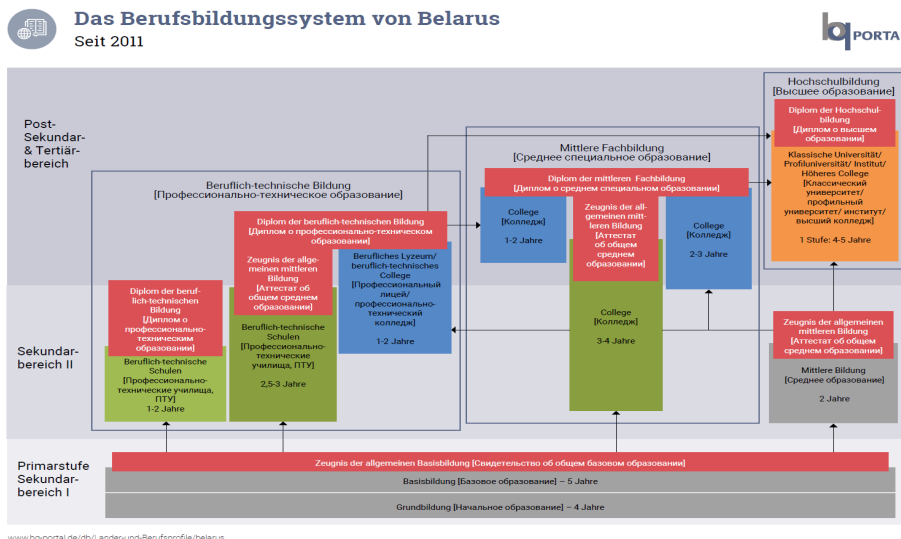 Das Berufsbildungssystem von Belarus
Seit 2011
bq PORTA
Post-
Sekundar-
& Tertiär-
bereich
Sekundar-
bereich II
Primarstufe
Sekundar-
bereich I
Beruflich-technische Bildung
[Профессионально-техническое образование]
Diplom der beruf-
lich-technischen
Bildung
[Диплом о
профессионально-
техническим
образовании]
Beruflich-technische
Schulen
[Профессионально-
технические училища,
ПТУ]
1-2 Jahre
Diplom der beruflich-technischen Bildung
[Диплом о профессионально-техническом
образовании]
Zeugnis der allge-
meinen mittleren
Bildung
[Аттестат об
общем среднем
образовании]
Beruflich-technische
Schulen
[Профессионально-
технические
училища, ПТУ]
2,5-3 Jahre
Berufliches Lyzeum/
beruflich-technisches
College
[Профессиональный
лицей/
профессионально-
технический
колледж]
1-2 Jahre
Mittlere Fachbildung
[Среднее специальное образование]
Diplom der mittleren Fachbildung
[Диплом о среднем специальном образовании]
College
[Колледж]
1-2 Jahre
Zeugnis der all-
gemeinen mitt-
leren Bildung
[Аттестат
об общем
среднем
образовании]
College
[Колледж]
3-4 Jahre
College
[Колледж]
2-3 Jahre
Hochschulbildung
[Высшее образование]
Diplom der Hochschul-
bildung
[Диплом о высшем
образовании]
Klassische Universität/
Profiluniversität/ Institut/
Höheres College
[Классический
университет/
профильный
университет/ институт/
высший колледж]
1 Stufe: 4-5 Jahre
Zeugnis der allgemeinen
mittleren Bildung
[Аттестат об общем
среднем образовании]
Mittlere Bildung
[Среднее образование]
2 Jahre
Zeugnis der allgemeinen Basisbildung [Свидетельство об общем базовом образовании]
Basisbildung [Базовое образование] – 5 Jahre
Grundbildung [Начальное образование] – 4 Jahre
www.bq-portal.de/db/Länder-und-Berufsprofile/belarus